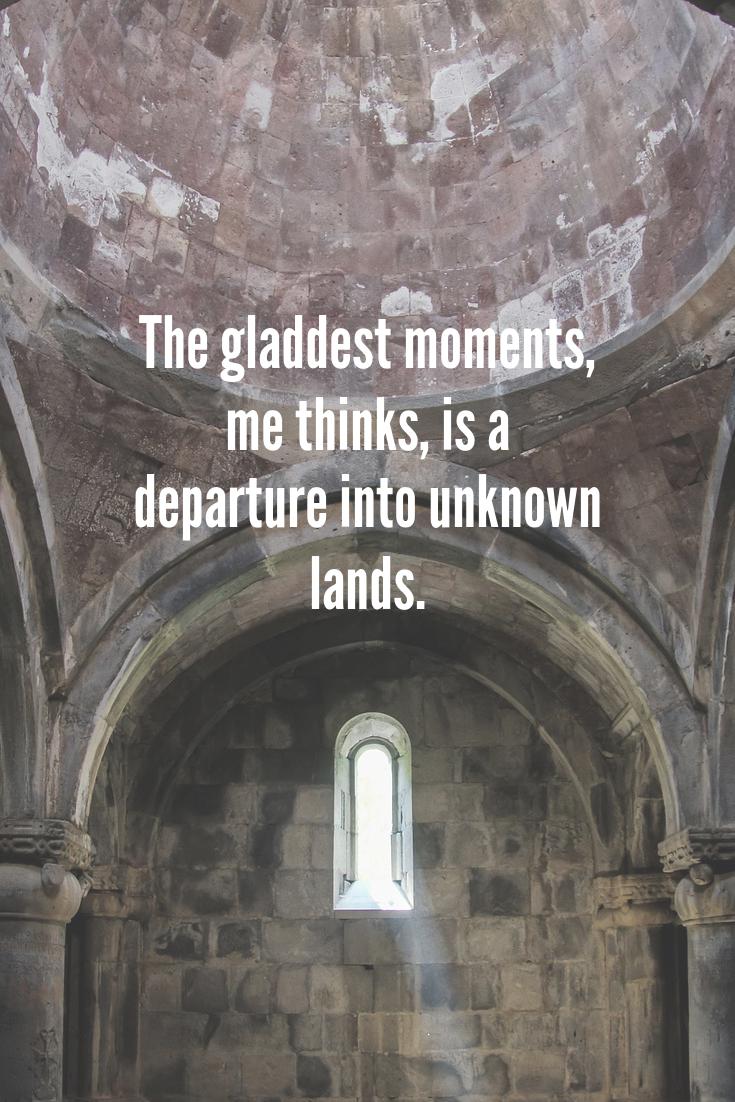 The gladdest moments,
me thinks, is a
departure into unknown
lands.